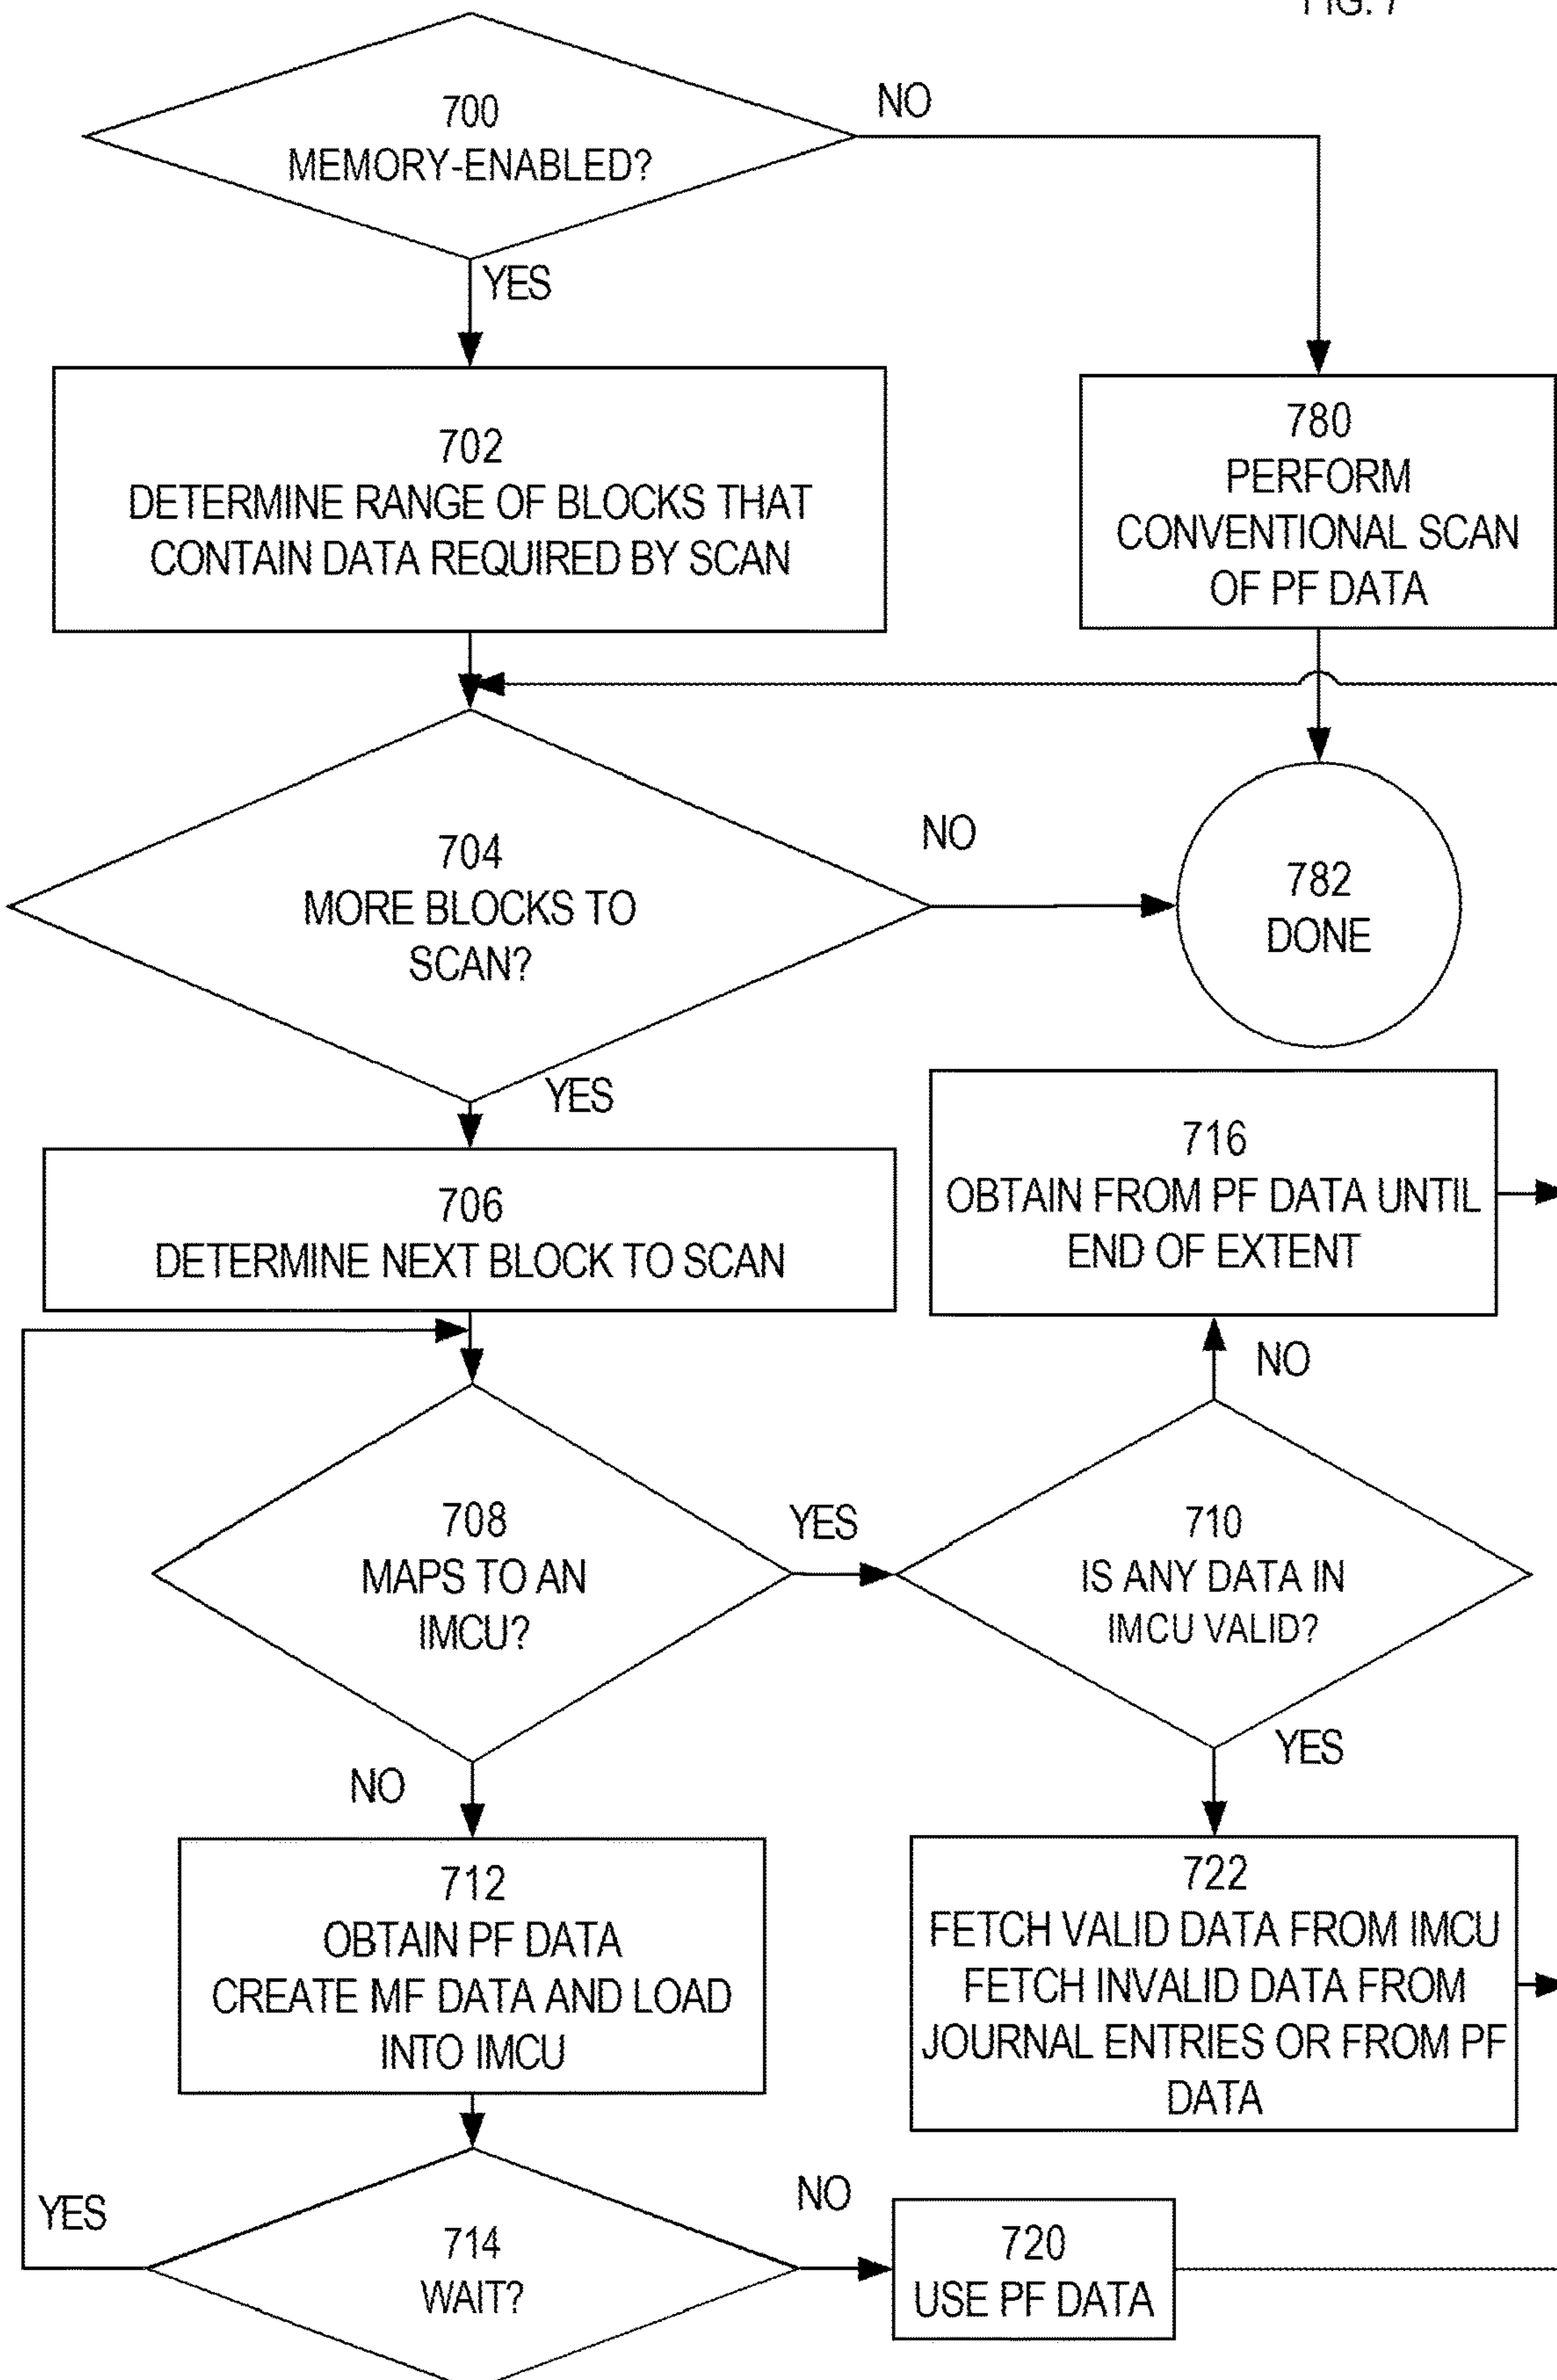 FIG. 7
700
MEMORY-ENABLED?
NO
YES
702
DETERMINE RANGE OF BLOCKS THAT
CONTAIN DATA REQUIRED BY SCAN
780
PERFORM
CONVENTIONAL SCAN
OF PF DATA
704
MORE BLOCKS TO
SCAN?
NO
782
DONE
YES
706
DETERMINE NEXT BLOCK TO SCAN
716
OBTAIN FROM PF DATA UNTIL
END OF EXTENT
NO
708
MAPS TO AN
IMCU?
YES
710
IS ANY DATA IN
IMCU VALID?
NO
YES
712
OBTAIN PF DATA
CREATE MF DATA AND LOAD
INTO IMCU
722
FETCH VALID DATA FROM IMCU
FETCH INVALID DATA FROM
JOURNAL ENTRIES OR FROM PF
DATA
YES
714
WAIT?
NO
720
USE PF DATA